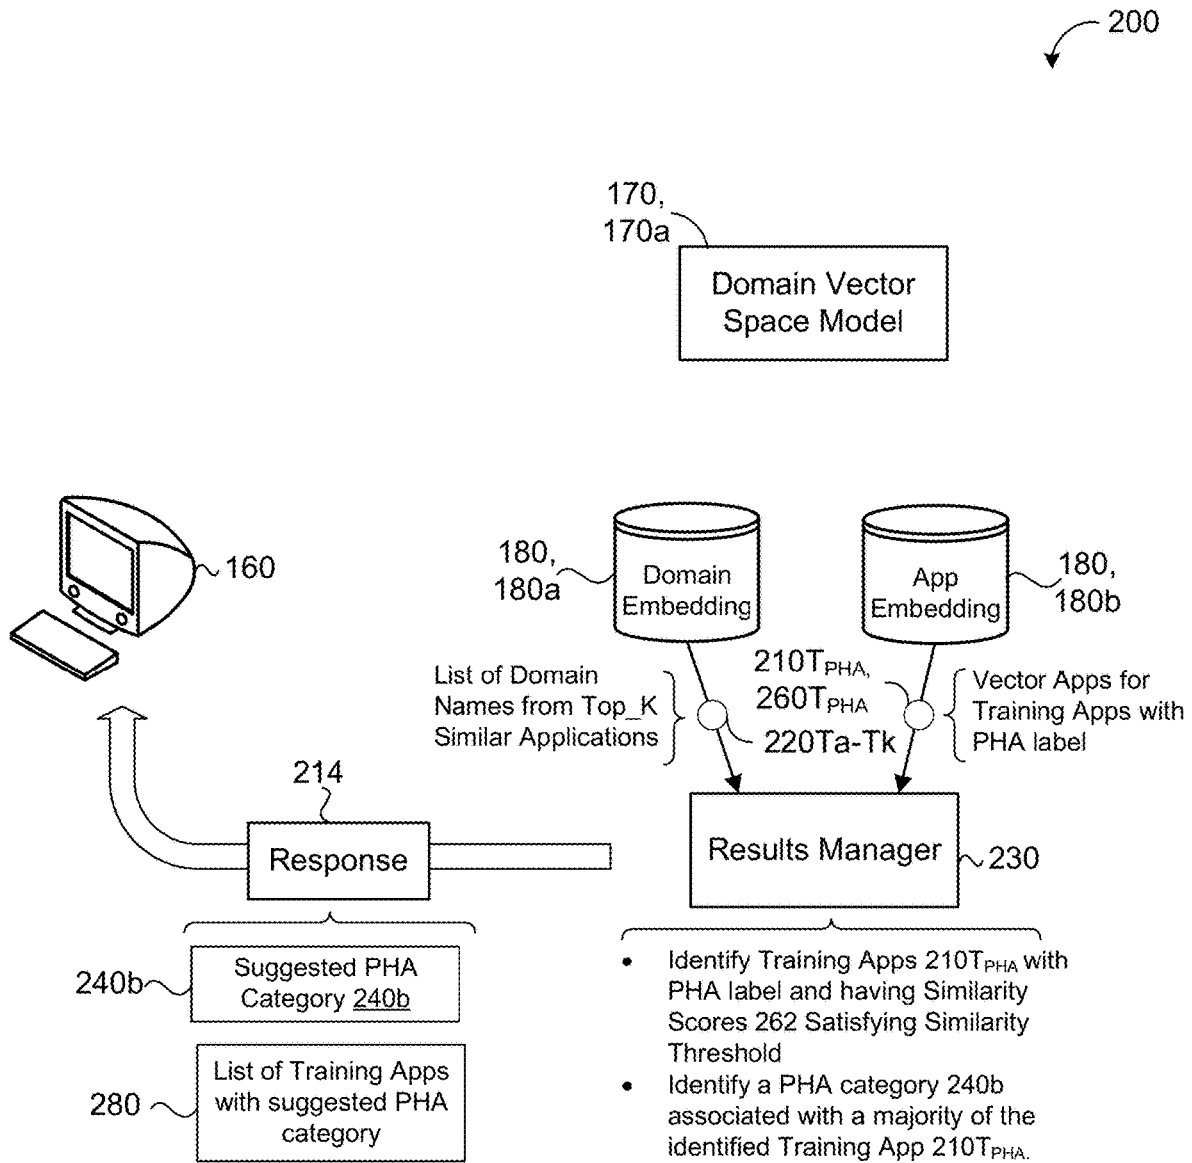 200
170,
170a
Domain Vector
Space Model
160
180,
180a
Domain
Embedding
App
Embedding
180,
180b
List of Domain
Names from Top_K
Similar Applications
210TPHA,
260TPHA
220Ta-Tk
Vector Apps for
Training Apps with
PHA label
214
Response
Results Manager
230
240b
Suggested PHA
Category 240b
280
List of Training Apps
with suggested PHA
category
• Identify Training Apps 210TPHA with
PHA label and having Similarity
Scores 262 Satisfying Similarity
Threshold
• Identify a PHA category 240b
associated with a majority of the
identified Training App 210TPHA.